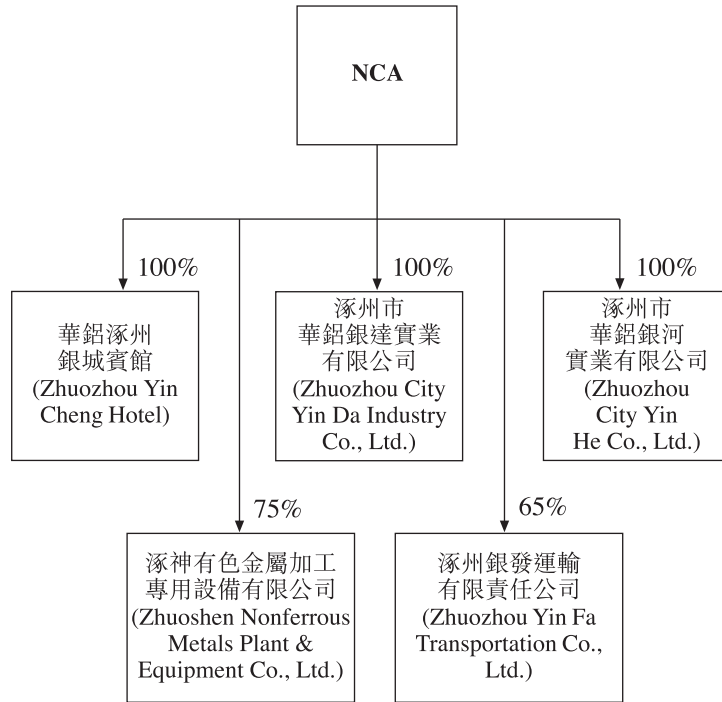 NCA
100%
華鋁涿州
銀城賓館
(Zhuozhou Yin
Cheng Hotel)
100%
涿州市
華鋁銀達實業
有限公司
(Zhuozhou City
Yin Da Industry
Co., Ltd.)
100%
涿州市
華鋁銀河
實業有限公司
(Zhuozhou
City Yin
He Co., Ltd.)
75%
涿神有色金屬加工
專用設備有限公司
(Zhuoshen Nonferrous
Metals Plant &
Equipment Co., Ltd.)
65%
涿州銀發運輸
有限責任公司
(Zhuozhou Yin Fa
Transportation Co.,
Ltd.)